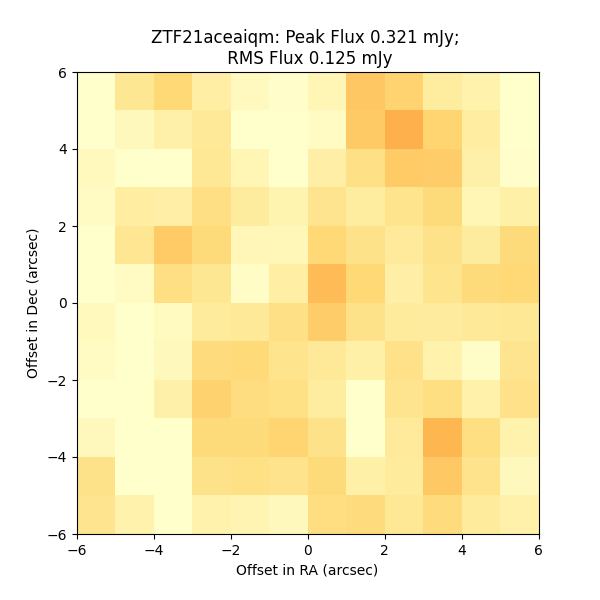 ZTF21aceaiqm: Peak Flux 0.321 mJy;
RMS Flux 0.125 mJy
6
4
2
0
−2
−4
−6
Offset in Dec (arcsec)
−6 −4 −2 0 2 4 6
Offset in RA (arcsec)